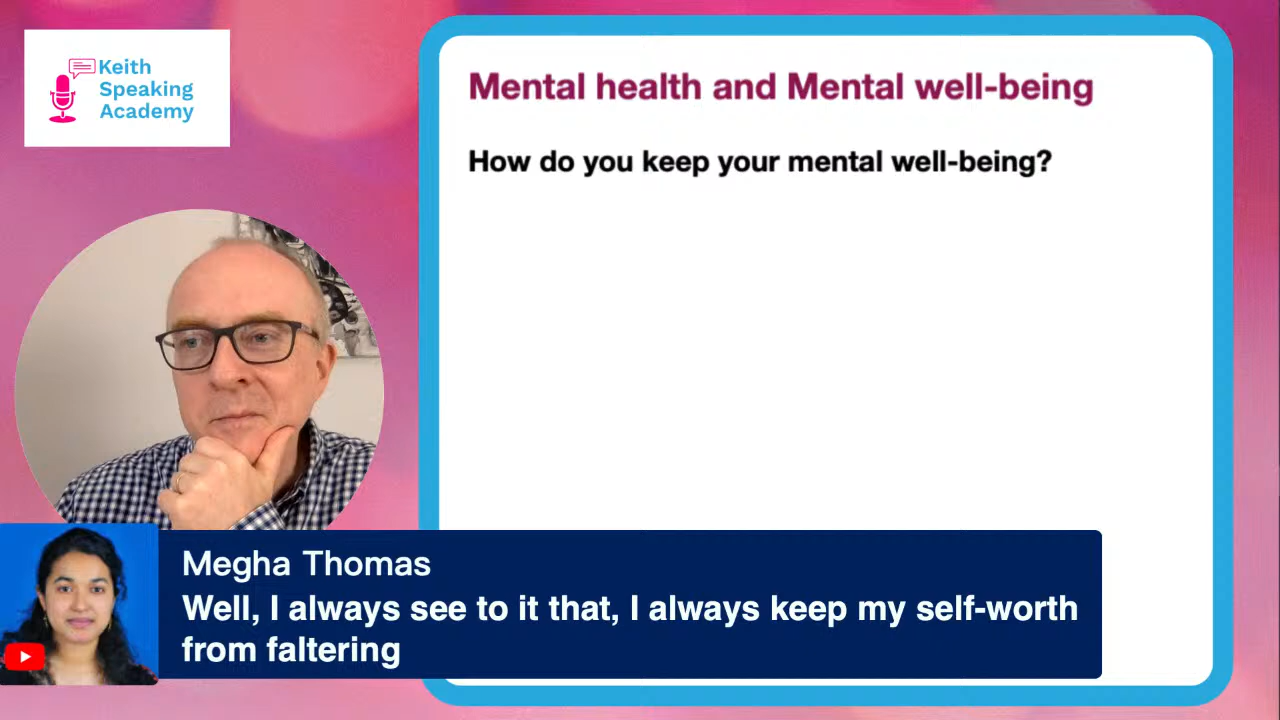 Keith
Speaking
Academy
Mental health and Mental well-being
How do you keep your mental well-being?
Megha Thomas
Well, I always see to it that, I always keep my self-worth
from faltering